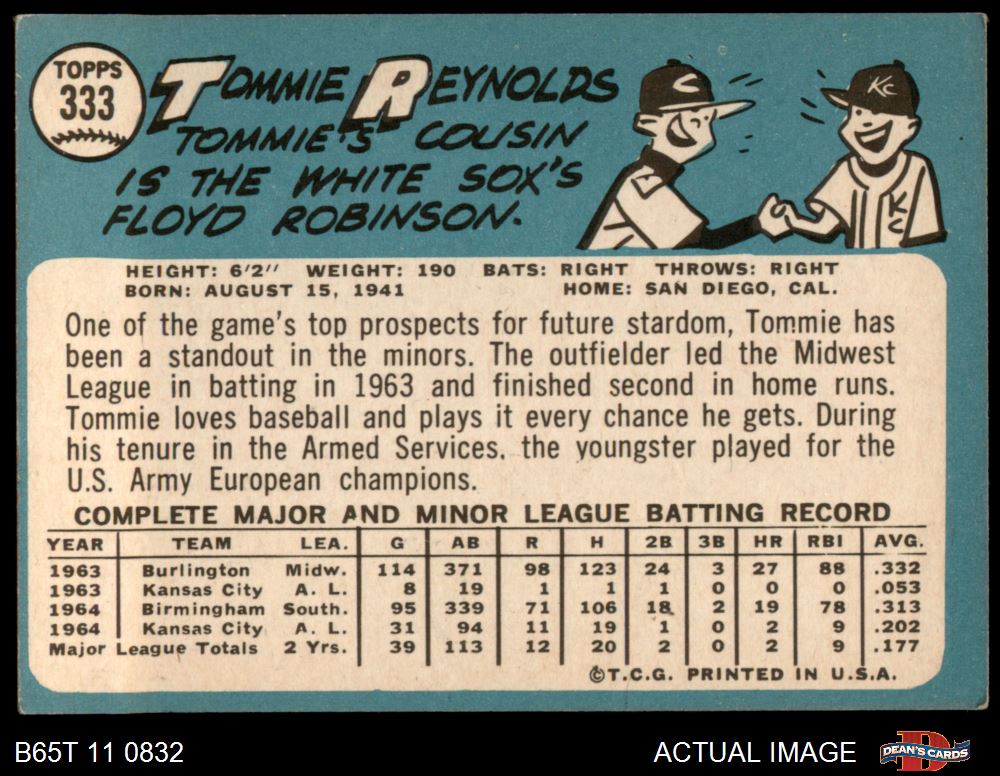 TOPPS
333
TOMMIE REYNOLDS
TOMMIE'S COUSIN
IS THE WHITE SOX'S
FLOYD ROBINSON.
C
KC
KC
HEIGHT: 6'2" WEIGHT: 190 BATS: RIGHT THROWS: RIGHT
BORN: AUGUST 15, 1941 HOME: SAN DIEGO, CAL.
One of the game's top prospects for future stardom, Tommie has
been a standout in the minors. The outfielder led the Midwest
League in batting in 1963 and finished second in home runs.
Tommie loves baseball and plays it every chance he gets. During
his tenure in the Armed Services. the youngster played for the
U.S. Army European champions.
COMPLETE MAJOR AND MINOR LEAGUE BATTING RECORD
YEAR TEAM LEA. G AB R H 2B 3B HR RBI AVG.
1963 Burlington Midw. 114 371 98 123 24 3 27 88 .332
1963 Kansas City A. L. 8 19 1 1 1 0 0 0 .053
1964 Birmingham South. 95 339 71 106 18 2 19 78 .313
1964 Kansas City A. L. 31 94 11 19 1 0 2 9 .202
Major League Totals 2 Yrs. 39 113 12 20 2 0 2 9 .177
©T.C.G. PRINTED IN U.S.A.
B65T 11 0832 ACTUAL IMAGE
D
DEAN'S CARDS